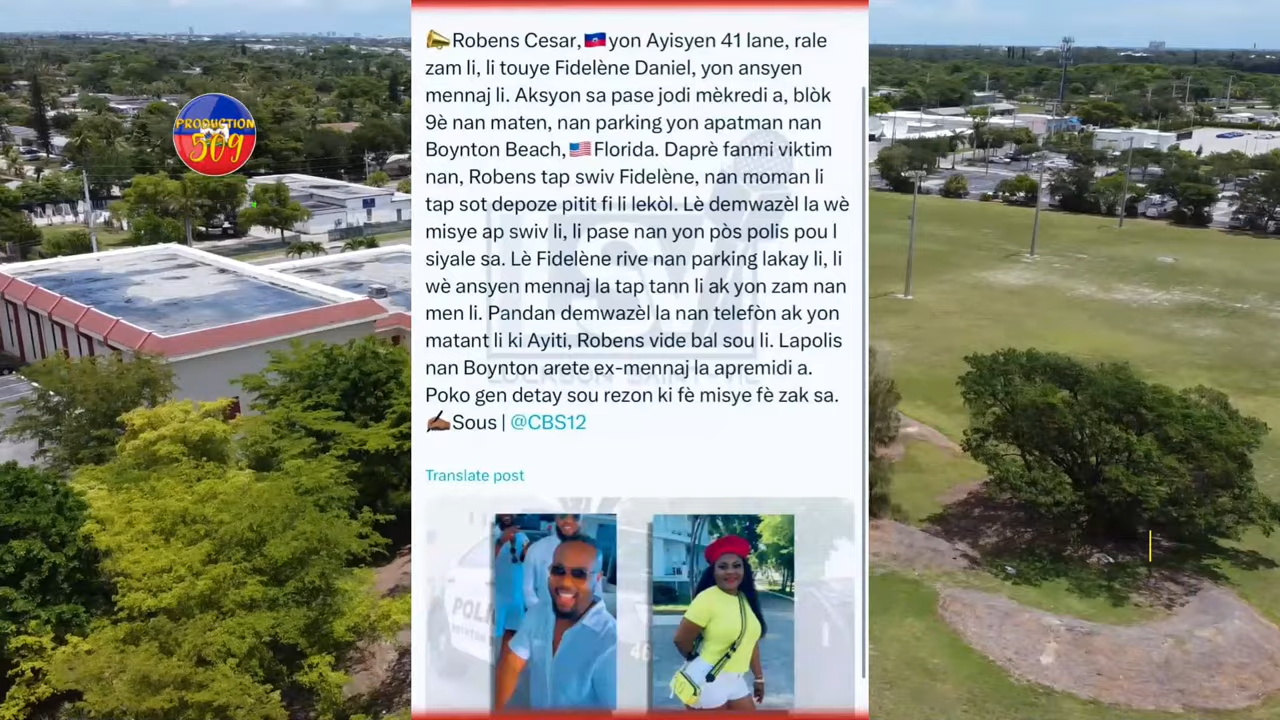 PRODUCTION
509
📣Robens Cesar,🇭🇹yon Ayisyen 41 lane, rale
zam li, li touye Fidelène Daniel, yon ansyen
mennaj li. Aksyon sa pase jodi mèkredi a, blòk
9è nan maten, nan parking yon apatman nan
Boynton Beach,🇺🇸Florida. Daprè fanmi viktim
nan, Robens tap swiv Fidelène, nan moman li
tap sot depoze pitit fi li lekòl. Lè demwazèl la wè
misye ap swiv li, li pase nan yon pòs polis pou l
siyale sa. Lè Fidelène rive nan parking lakay li, li
wè ansyen mennaj la tap tann li ak yon zam nan
men li. Pandan demwazèl la nan telefòn ak yon
matant li ki Ayiti, Robens vide bal sou li. Lapolis
nan Boynton arete ex-mennaj la apremidi a.
Poko gen detay sou rezon ki fè misye fè zak sa.
✍🏾Sous | @CBS12
Translate post